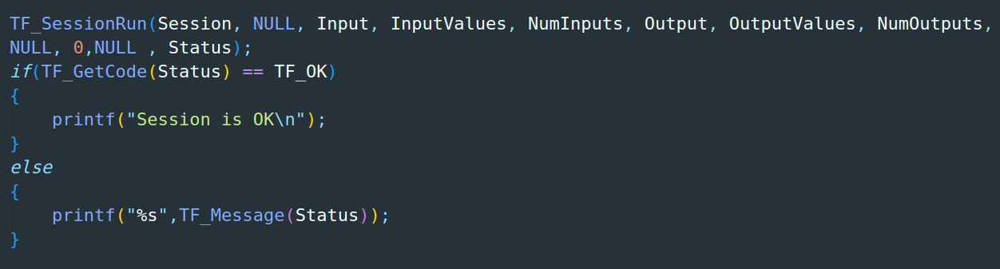 TF_SessionRun(Session, NULL, Input, InputValues, NumInputs, Output, OutputValues, NumOutputs,
NULL, 0,NULL , Status);
if(TF_GetCode(Status) == TF_OK)
{
    printf("Session is OK\n");
}
else
{
    printf("%s",TF_Message(Status));
}